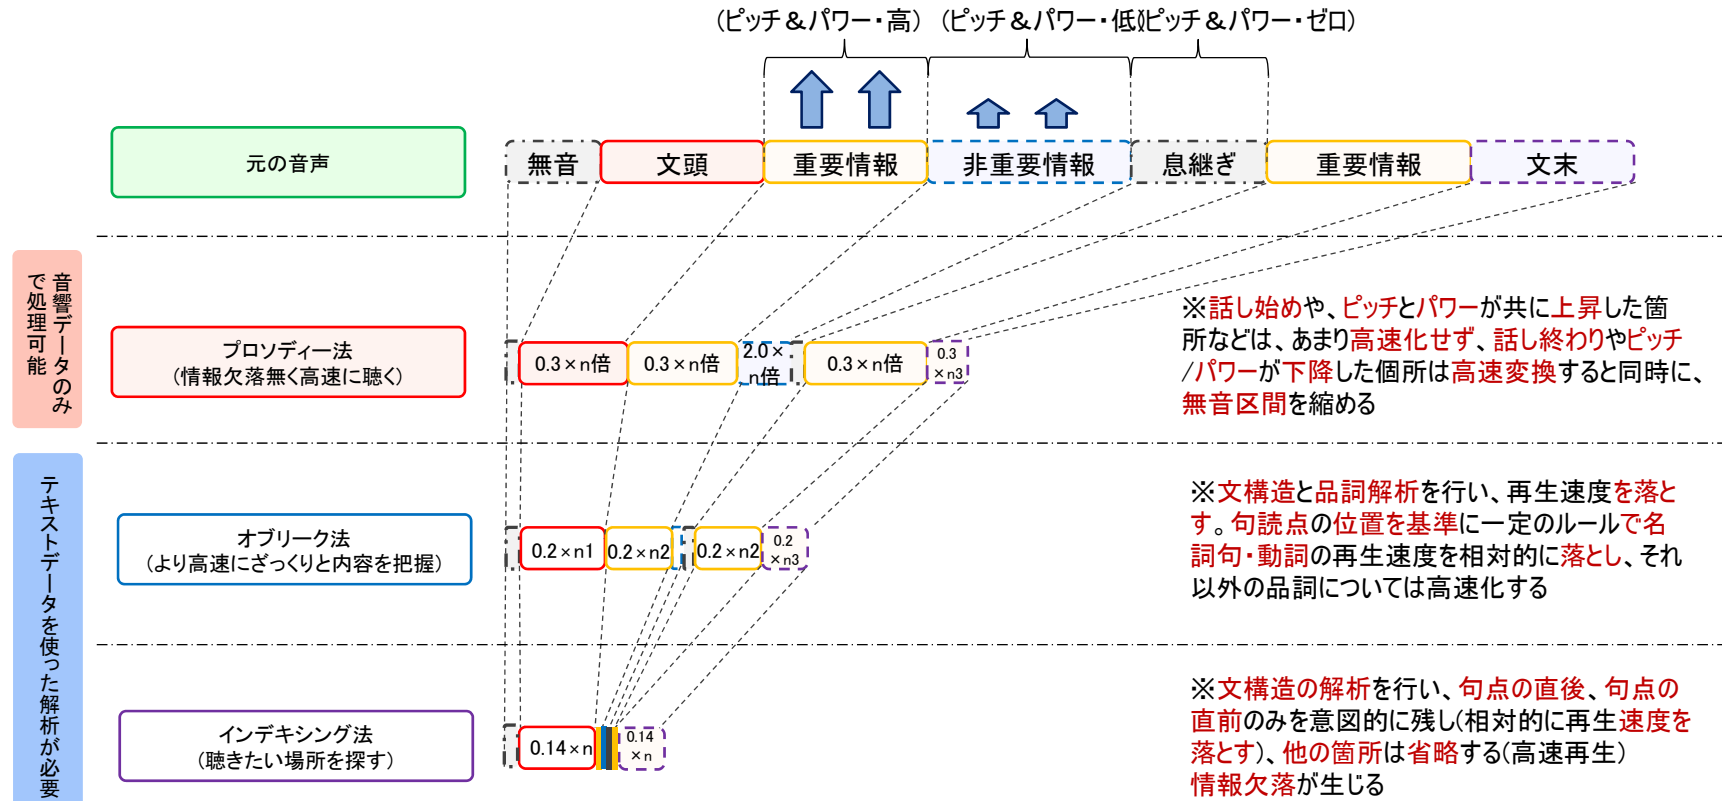 (ピッチ&パワー・高) (ピッチ&パワー・低)(ピッチ&パワー・ゼロ)
元の音声
無音 文頭 重要情報 非重要情報 息継ぎ 重要情報 文末
音響データのみ
で処理可能
プロソディー法
(情報欠落無く高速に聴く)
0.3×n倍 0.3×n倍 2.0×
n倍 0.3×n倍 0.3
×n3
※話し始めや、ピッチとパワーが共に上昇した箇
所などは、あまり高速化せず、話し終わりやピッチ
/パワーが下降した個所は高速変換すると同時に、
無音区間を縮める
テキストデータを使った解析が必要
オブリーク法
(より高速にざっくりと内容を把握)
0.2×n1 0.2×n2 0.2×n2 0.2
×n3
※文構造と品詞解析を行い、再生速度を落と
す。句読点の位置を基準に一定のルールで名
詞句・動詞の再生速度を相対的に落とし、それ
以外の品詞については高速化する
インデキシング法
(聴きたい場所を探す)
0.14×n 0.14
×n
※文構造の解析を行い、句点の直後、句点の
直前のみを意図的に残し(相対的に再生速度を
落とす)、他の箇所は省略する(高速再生)
情報欠落が生じる